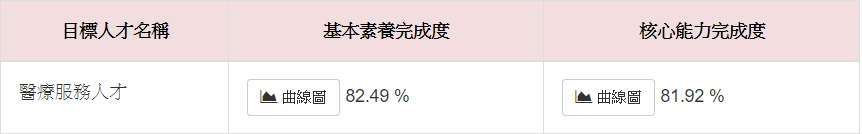 目標人才名稱 基本素養完成度 核心能力完成度
醫療服務人才 曲線圖 82.49 % 曲線圖 81.92 %